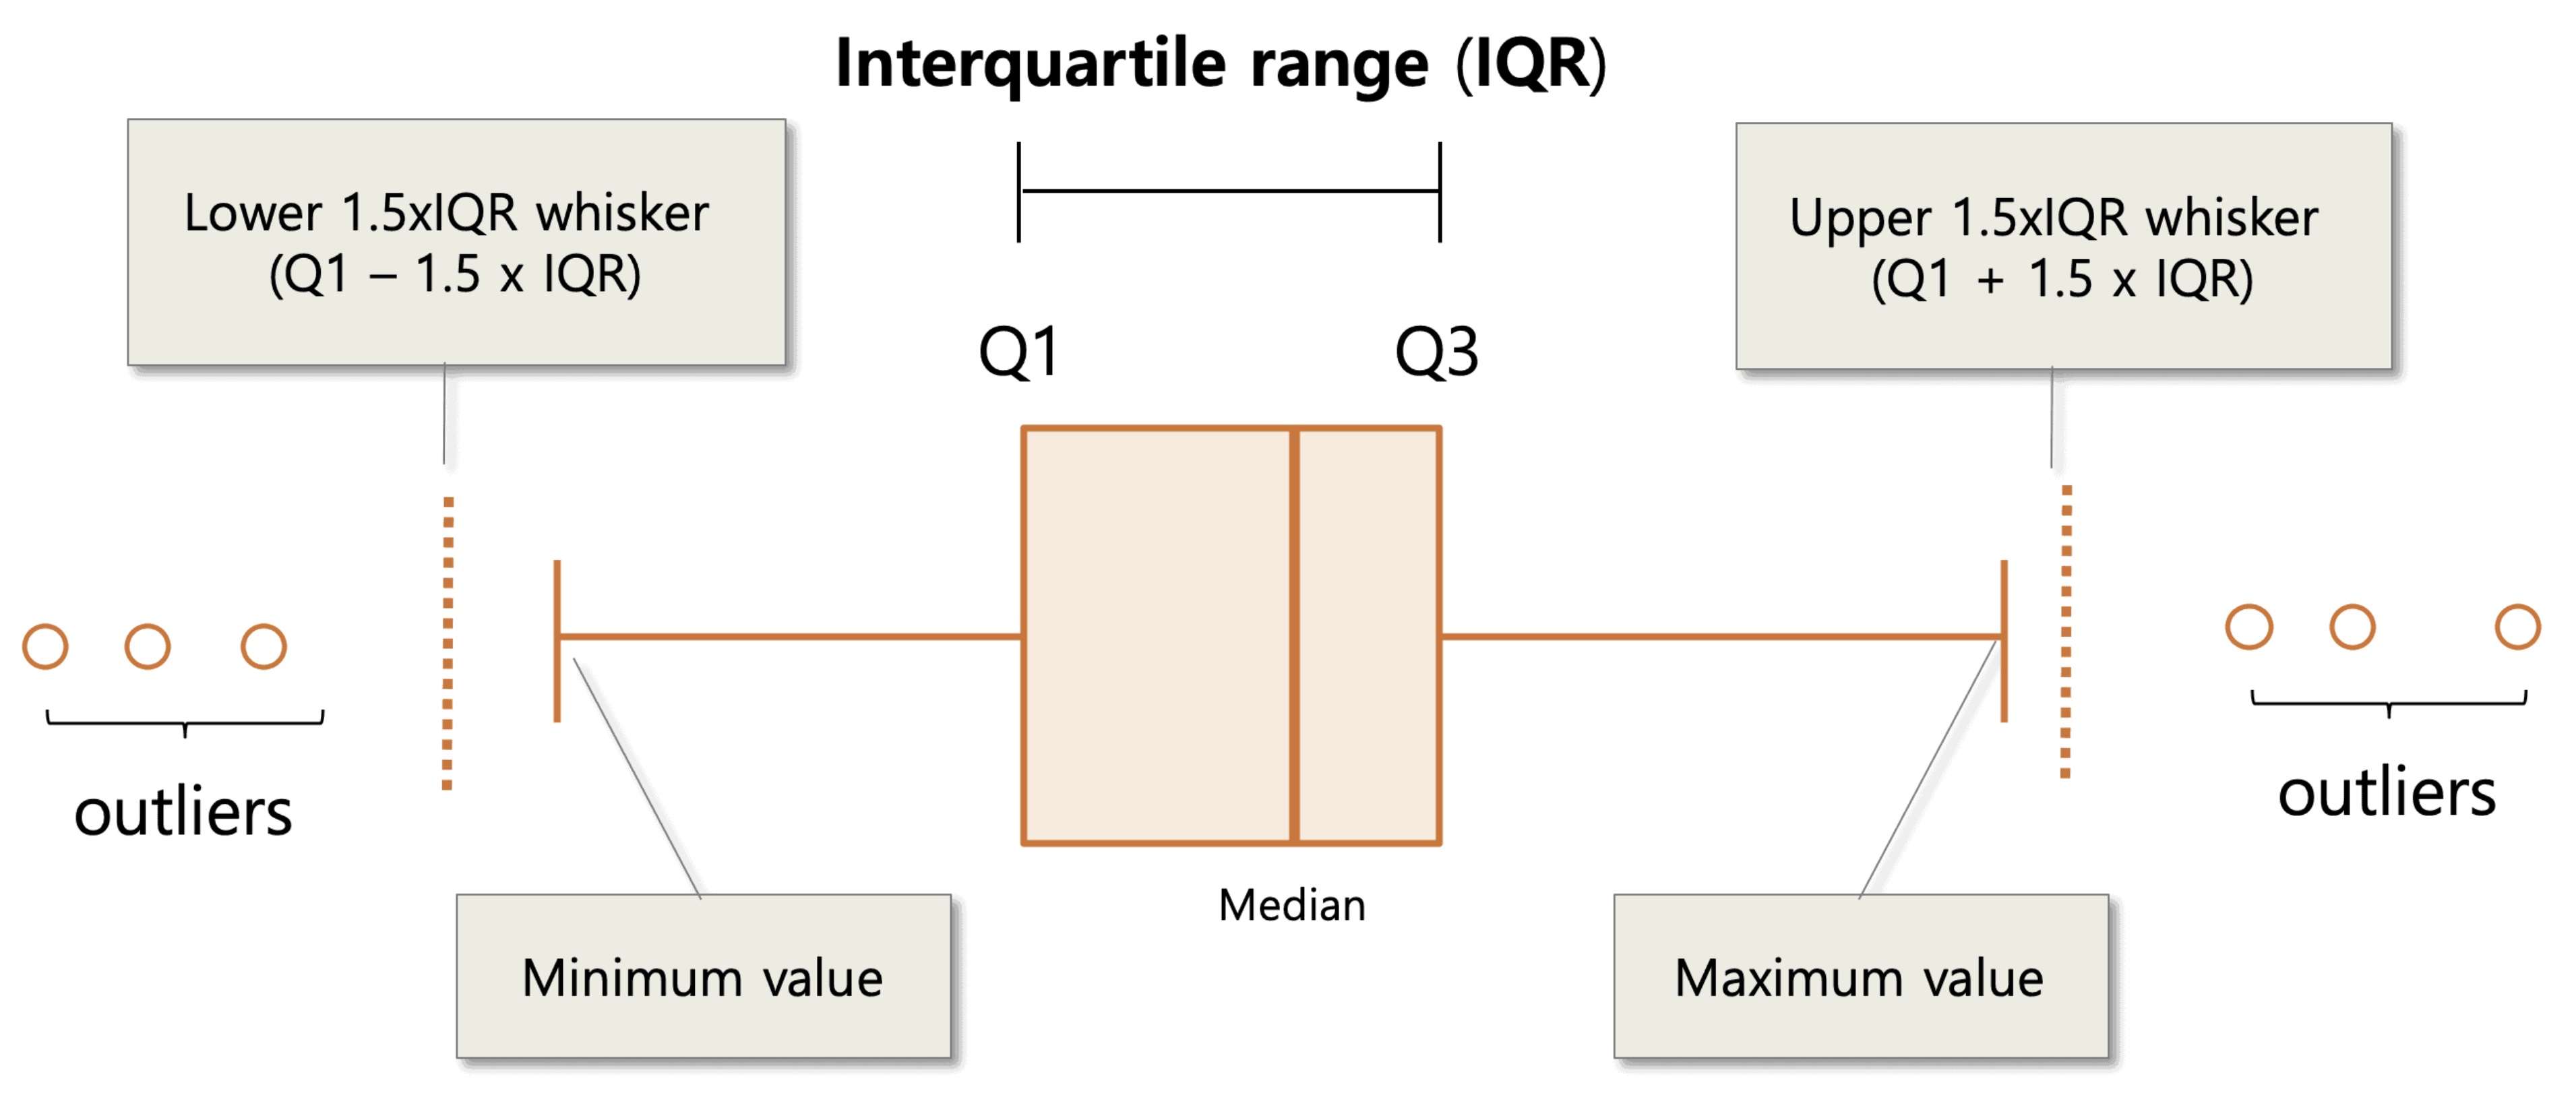 Interquartile range (IQR)
Lower 1.5xIQR whisker
(Q1 – 1.5 x IQR)
Upper 1.5xIQR whisker
(Q1 + 1.5 x IQR)
Q1
Q3
outliers
outliers
Median
Minimum value
Maximum value